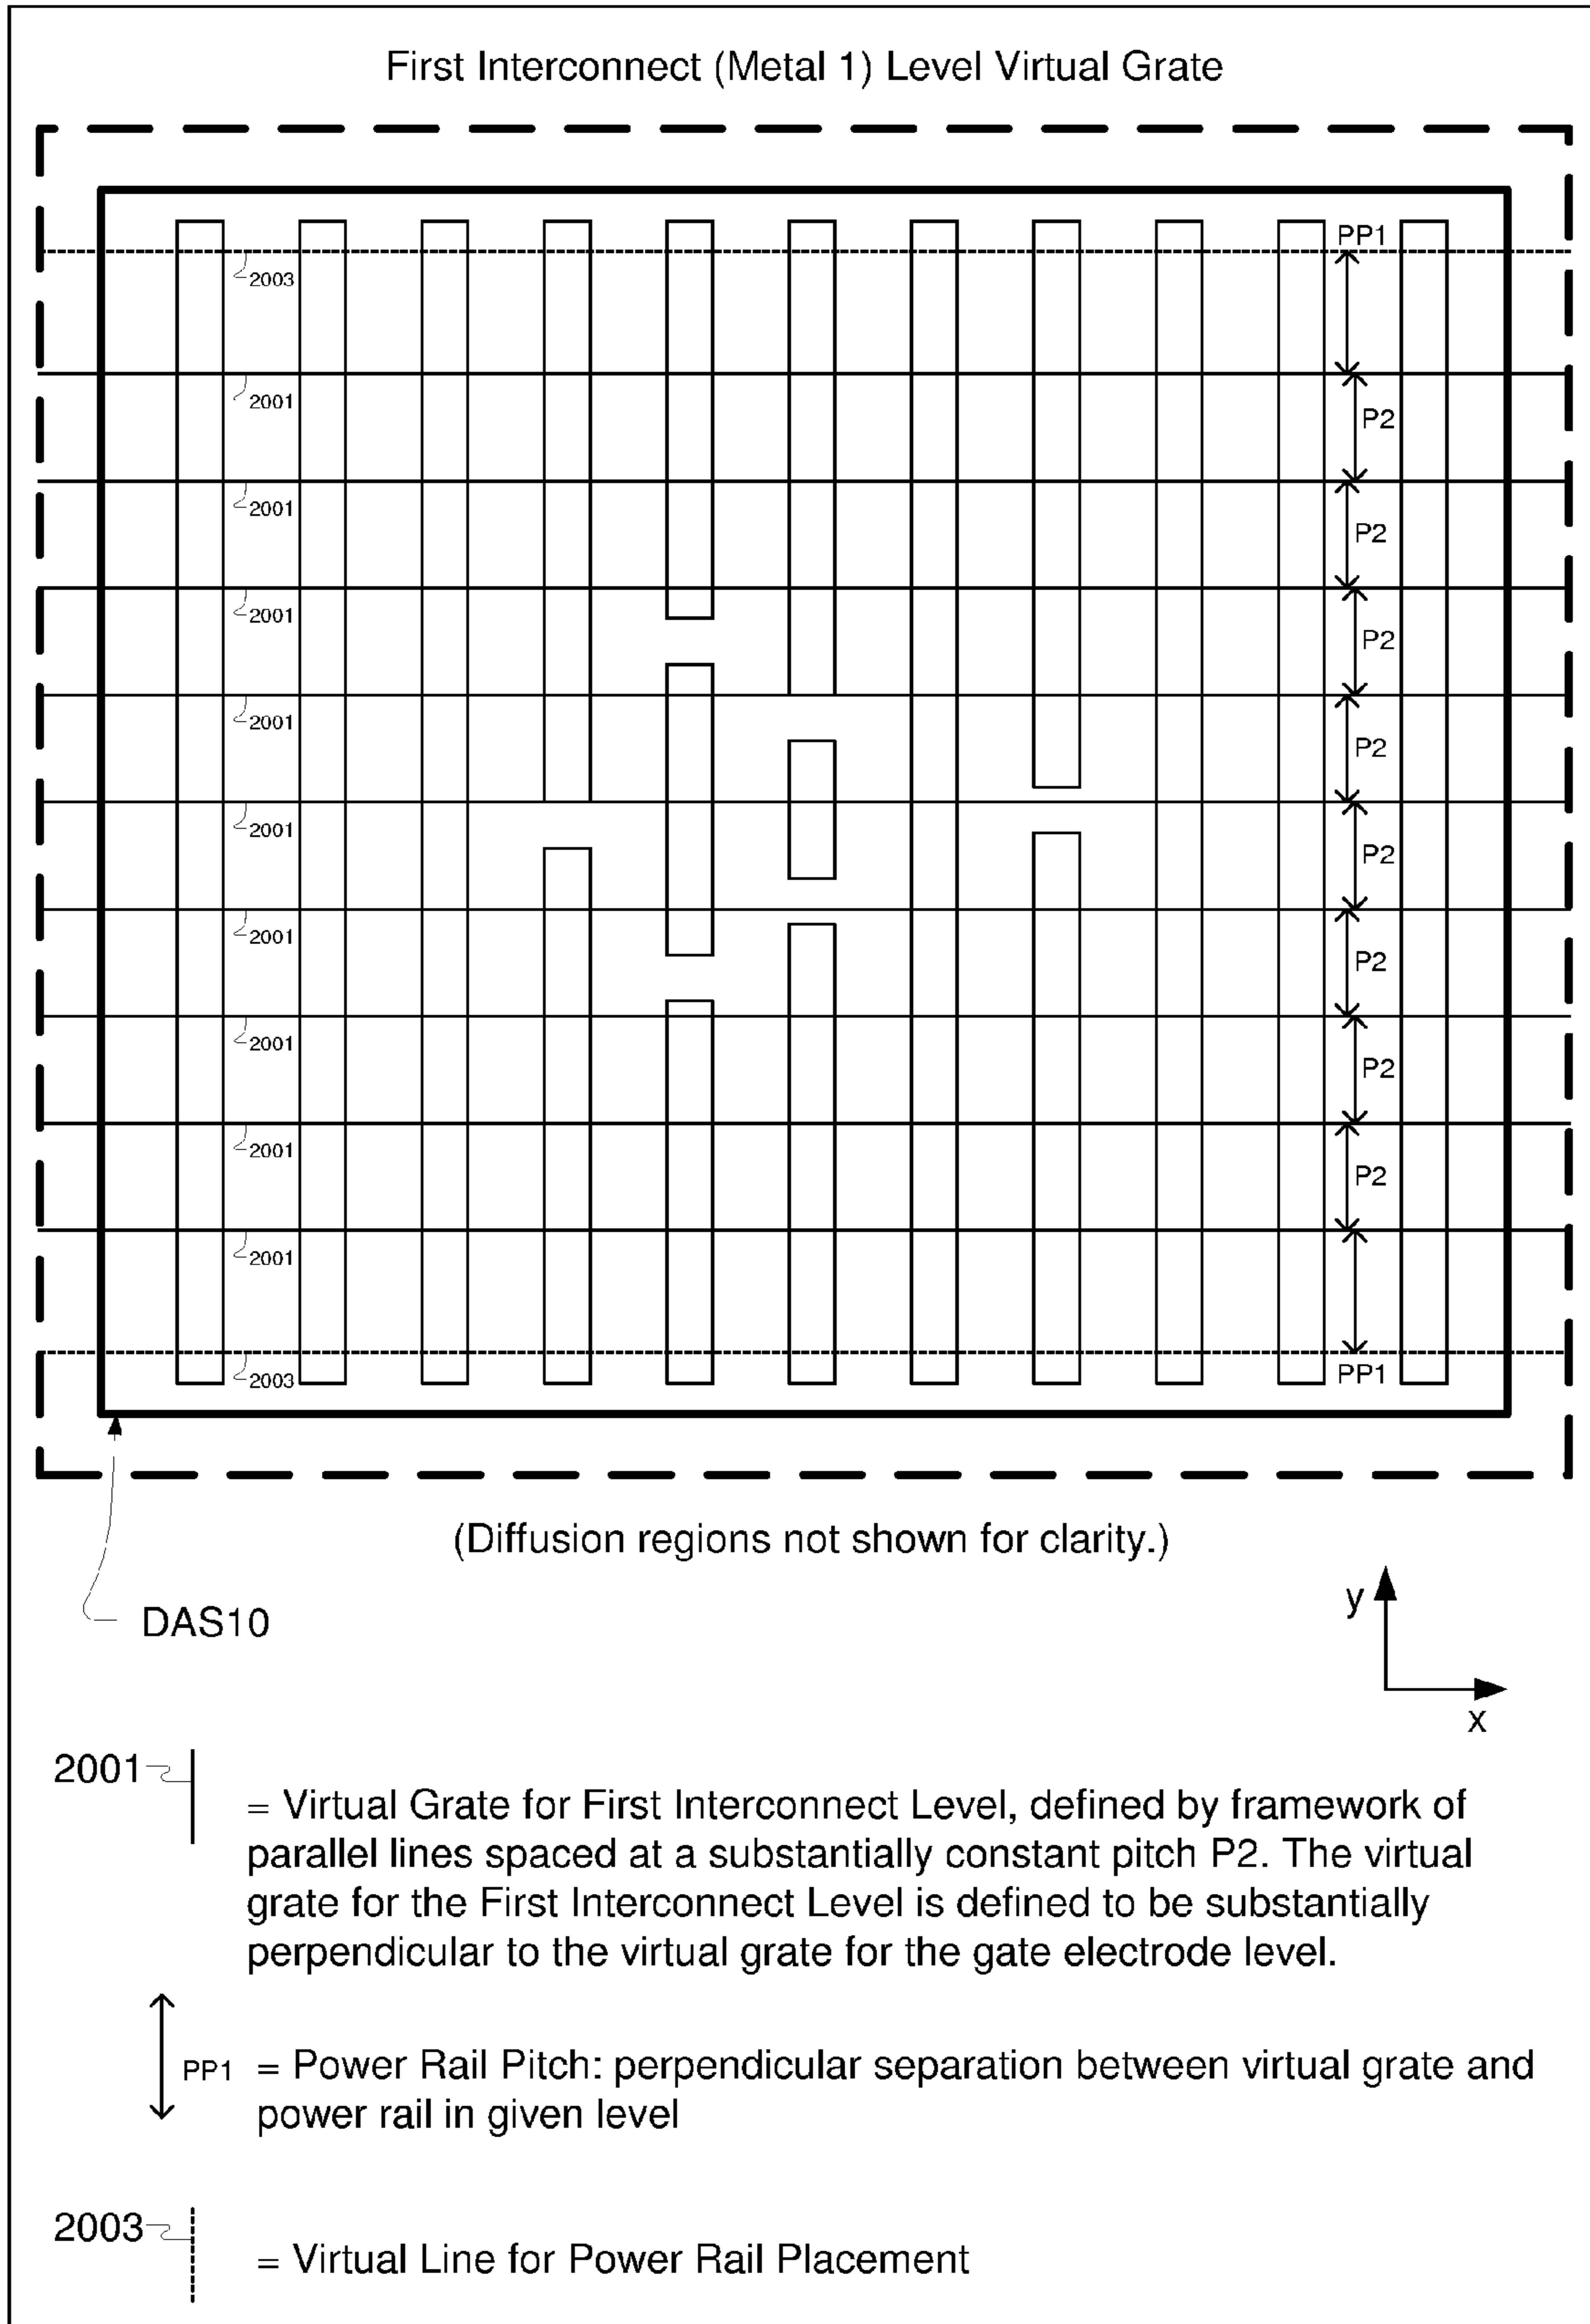 First Interconnect (Metal 1) Level Virtual Grate
PP1
2003
2001
P2
2001
P2
2001
P2
2001
P2
2001
P2
2001
P2
2001
P2
2001
P2
2001
2003
PP1
(Diffusion regions not shown for clarity.)
DAS10
y
x
2001
= Virtual Grate for First Interconnect Level, defined by framework of
parallel lines spaced at a substantially constant pitch P2. The virtual
grate for the First Interconnect Level is defined to be substantially
perpendicular to the virtual grate for the gate electrode level.
PP1 = Power Rail Pitch: perpendicular separation between virtual grate and
power rail in given level
2003
= Virtual Line for Power Rail Placement